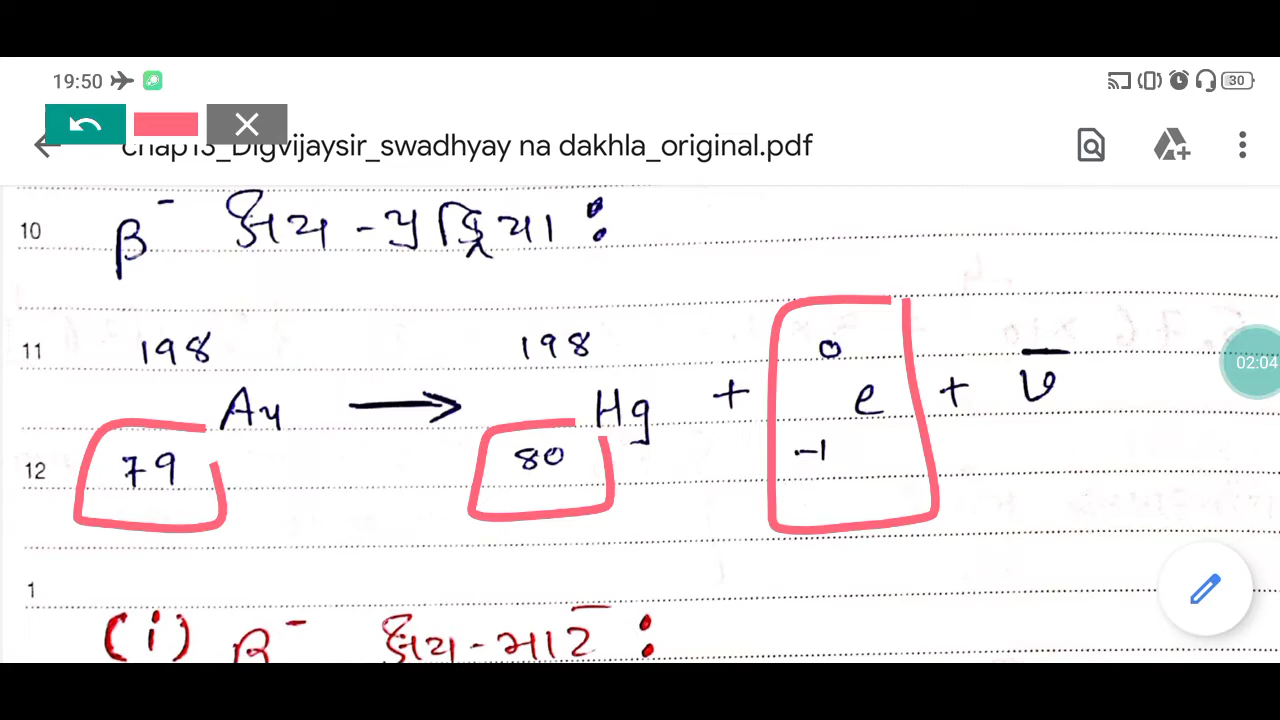 19:50
30
chap13_Digvijaysir_swadhyay na dakhla_original.pdf
10 β⁻ ક્ષય - પ્રક્રિયા :
11 198 198 0
Au ⟶ Hg + e + ν̅
12 79 80 -1
02:04
1
(i) β⁻ ક્ષય - માટે :